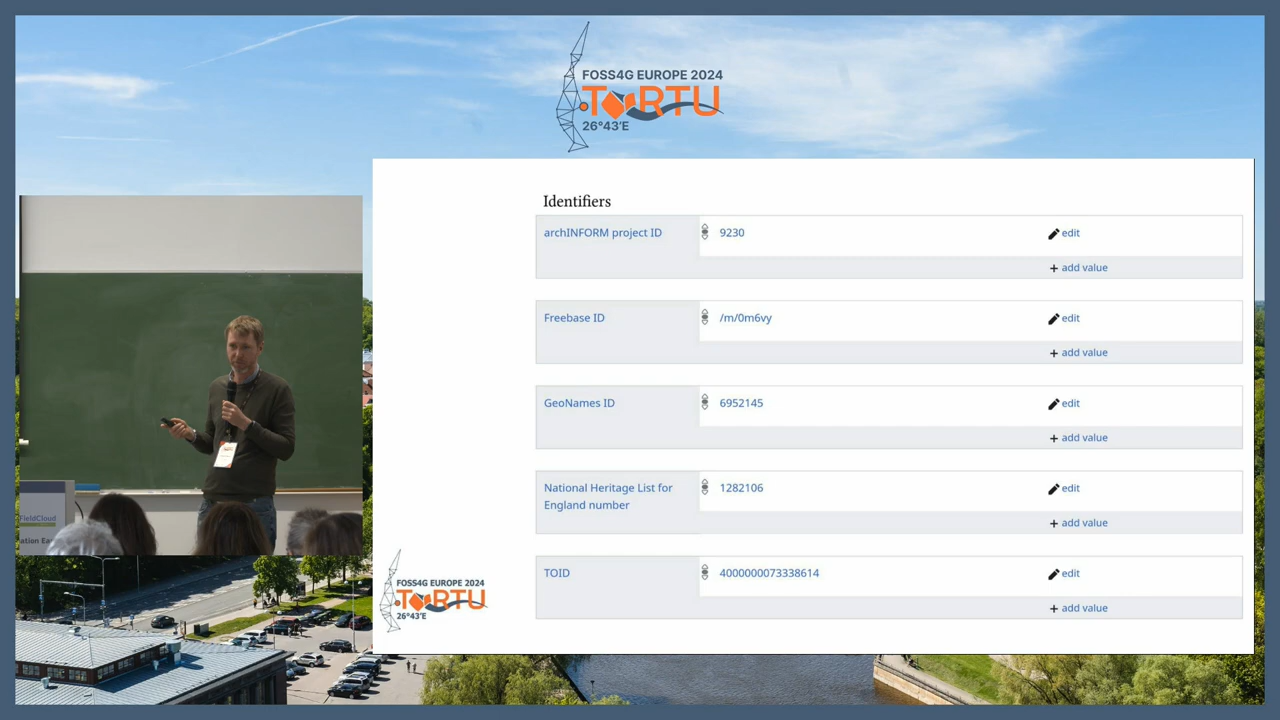 FOSS4G EUROPE 2024
TARTU
26°43'E
Identifiers
archINFORM project ID
9230
edit
+ add value
Freebase ID
/m/0m6vy
edit
+ add value
GeoNames ID
6952145
edit
+ add value
National Heritage List for
England number
1282106
edit
+ add value
TOID
4000000073338614
edit
+ add value
FOSS4G EUROPE 2024
TARTU
26°43'E
FieldCloud